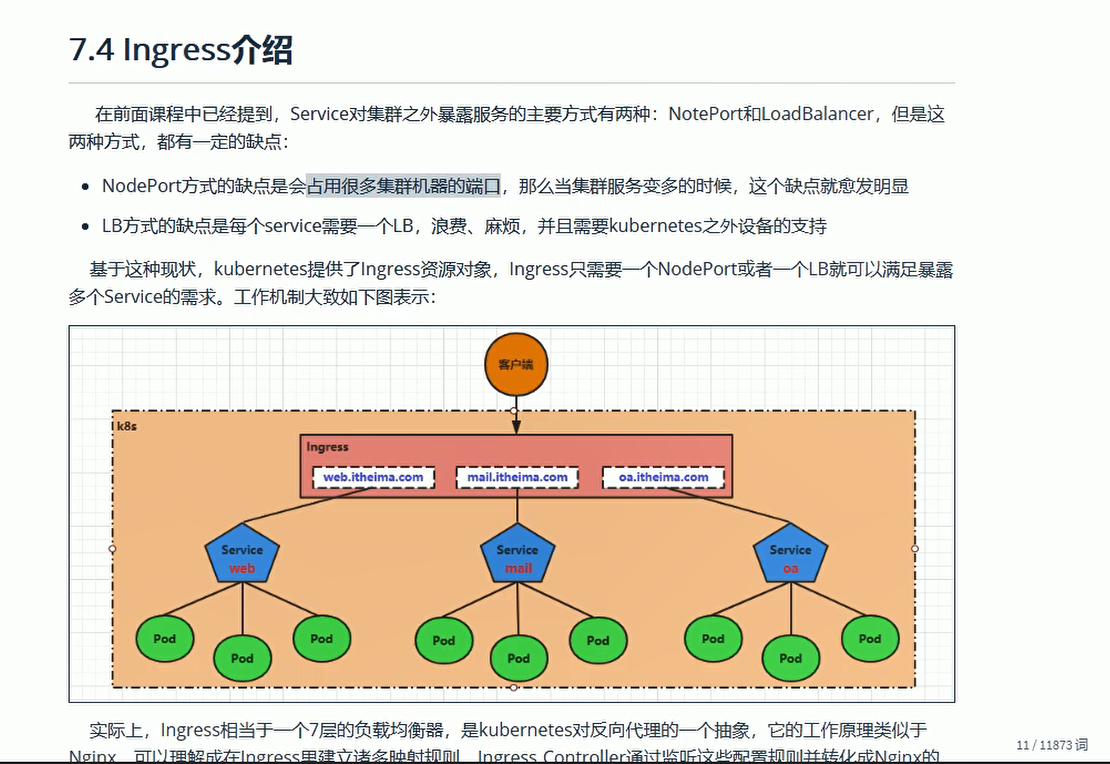 7.4 Ingress介绍
在前面课程中已经提到，Service对集群之外暴露服务的主要方式有两种：NotePort和LoadBalancer，但是这
两种方式，都有一定的缺点：
NodePort方式的缺点是会占用很多集群机器的端口，那么当集群服务变多的时候，这个缺点就愈发明显
LB方式的缺点是每个service需要一个LB，浪费、麻烦，并且需要kubernetes之外设备的支持
基于这种现状，kubernetes提供了Ingress资源对象，Ingress只需要一个NodePort或者一个LB就可以满足暴露
多个Service的需求。工作机制大致如下图表示：
客户端
k8s
Ingress
web.itheima.com mail.itheima.com oa.itheima.com
Service Service Service
web mail oa
Pod Pod Pod Pod Pod Pod
Pod Pod Pod
实际上，Ingress相当于一个7层的负载均衡器，是kubernetes对反向代理的一个抽象，它的工作原理类似于
Nginx，可以理解成在Ingress里建立诸多映射规则，Ingress Controller通过监听这些配置规则并转化成Nginx的
11 / 11873 词